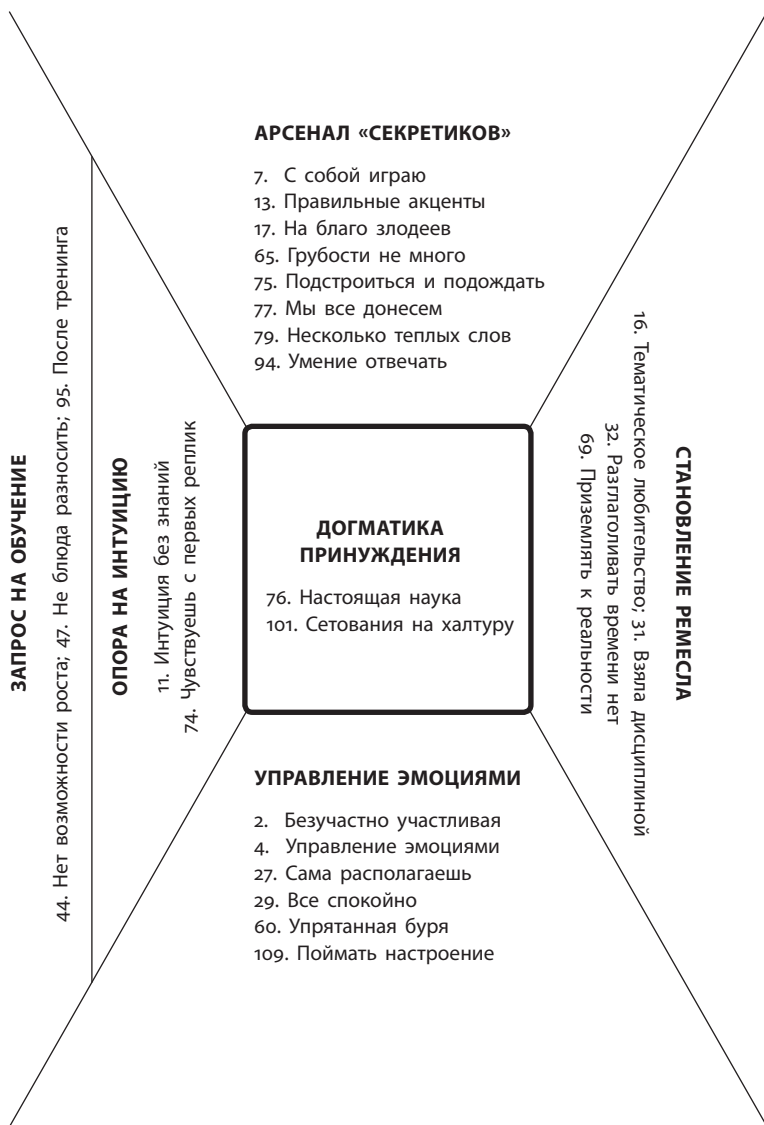 АРСЕНАЛ «СЕКРЕТИКОВ»
7. С собой играю
13. Правильные акценты
17. На благо злодеев
65. Грубости не много
75. Подстроиться и подождать
77. Мы все донесем
79. Несколько теплых слов
94. Умение отвечать
ЗАПРОС НА ОБУЧЕНИЕ
44. Нет возможности роста; 47. Не блюда разносить; 95. После тренинга
ОПОРА НА ИНТУИЦИЮ
11. Интуиция без знаний
74. Чувствуешь с первых реплик
ДОГМАТИКА
ПРИНУЖДЕНИЯ
76. Настоящая наука
101. Сетования на халтуру
СТАНОВЛЕНИЕ РЕМЕСЛА
16. Тематическое любительство; 31. Взяла дисциплиной
32. Разглаголивать времени нет
69. Приземлять к реальности
УПРАВЛЕНИЕ ЭМОЦИЯМИ
2. Безучастно участливая
4. Управление эмоциями
27. Сама располагаешь
29. Все спокойно
60. Упрятанная буря
109. Поймать настроение